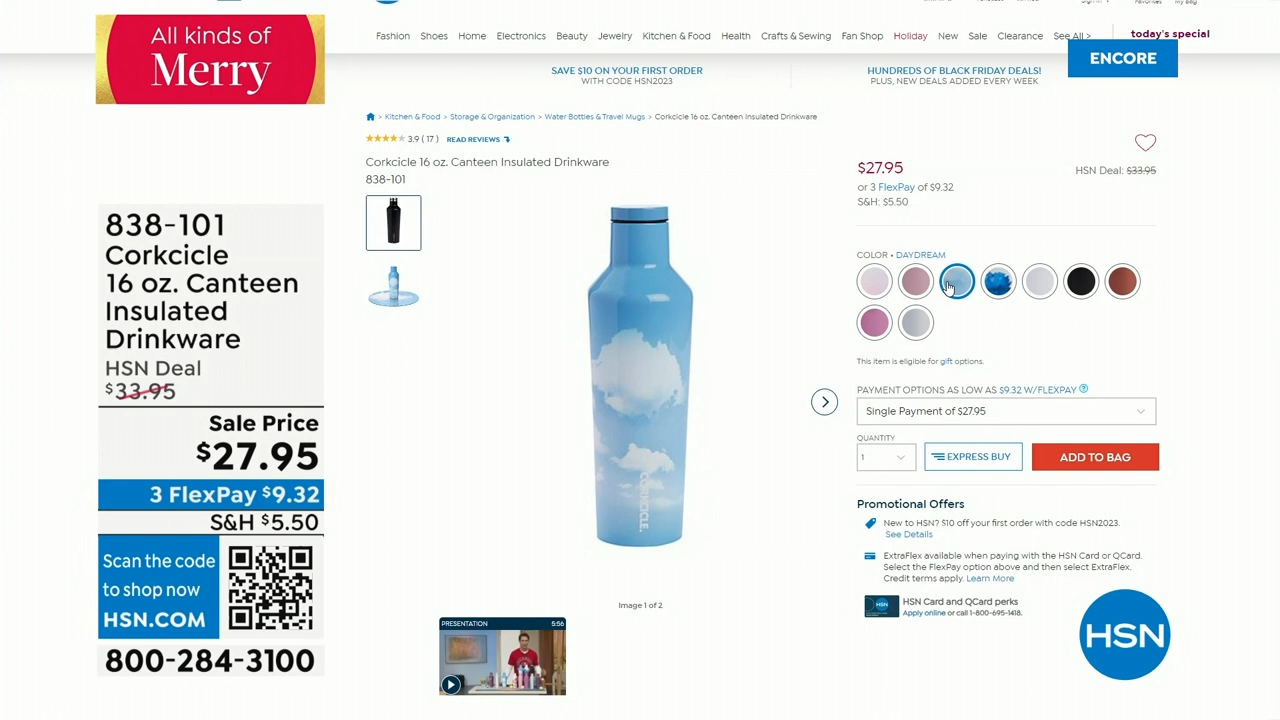 All kinds of
Merry
Fashion Shoes Home Electronics Beauty Jewelry Kitchen & Food Health Crafts & Sewing Fan Shop Holiday New Sale Clearance See All >
today's special
ENCORE
SAVE $10 ON YOUR FIRST ORDER
WITH CODE HSN2023
HUNDREDS OF BLACK FRIDAY DEALS!
PLUS, NEW DEALS ADDED EVERY WEEK
> Kitchen & Food > Storage & Organization > Water Bottles & Travel Mugs > Corkcicle 16 oz. Canteen Insulated Drinkware
3.9 ( 17 ) READ REVIEWS
Corkcicle 16 oz. Canteen Insulated Drinkware
838-101
$27.95
HSN Deal: $33.95
or 3 FlexPay of $9.32
S&H: $5.50
COLOR • DAYDREAM
This item is eligible for gift options.
PAYMENT OPTIONS AS LOW AS $9.32 W/FLEXPAY ?
Single Payment of $27.95
QUANTITY
1
EXPRESS BUY
ADD TO BAG
Promotional Offers
New to HSN? $10 off your first order with code HSN2023.
See Details
ExtraFlex available when paying with the HSN Card or QCard.
Select the FlexPay option above and then select ExtraFlex.
Credit terms apply. Learn More
HSN
HSN Card and QCard perks
Apply online or call 1-800-695-1418.
CORKCICLE.
Image 1 of 2
PRESENTATION 5:56
838-101
Corkcicle
16 oz. Canteen
Insulated
Drinkware
HSN Deal
$33.95
Sale Price
$27.95
3 FlexPay $9.32
S&H $5.50
Scan the code
to shop now
HSN.COM
800-284-3100
HSN